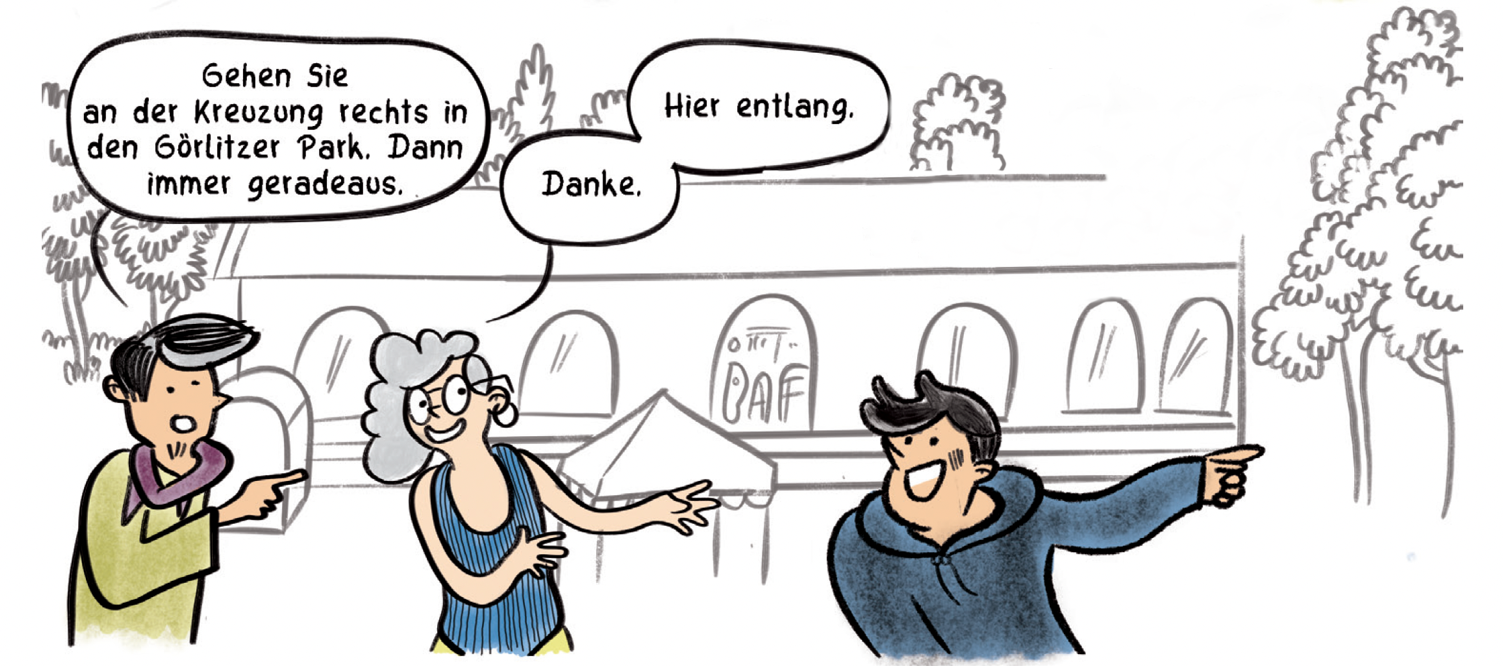 Gehen Sie
an der Kreuzung rechts in
den Görlitzer Park. Dann
immer geradeaus.
Danke.
Hier entlang.